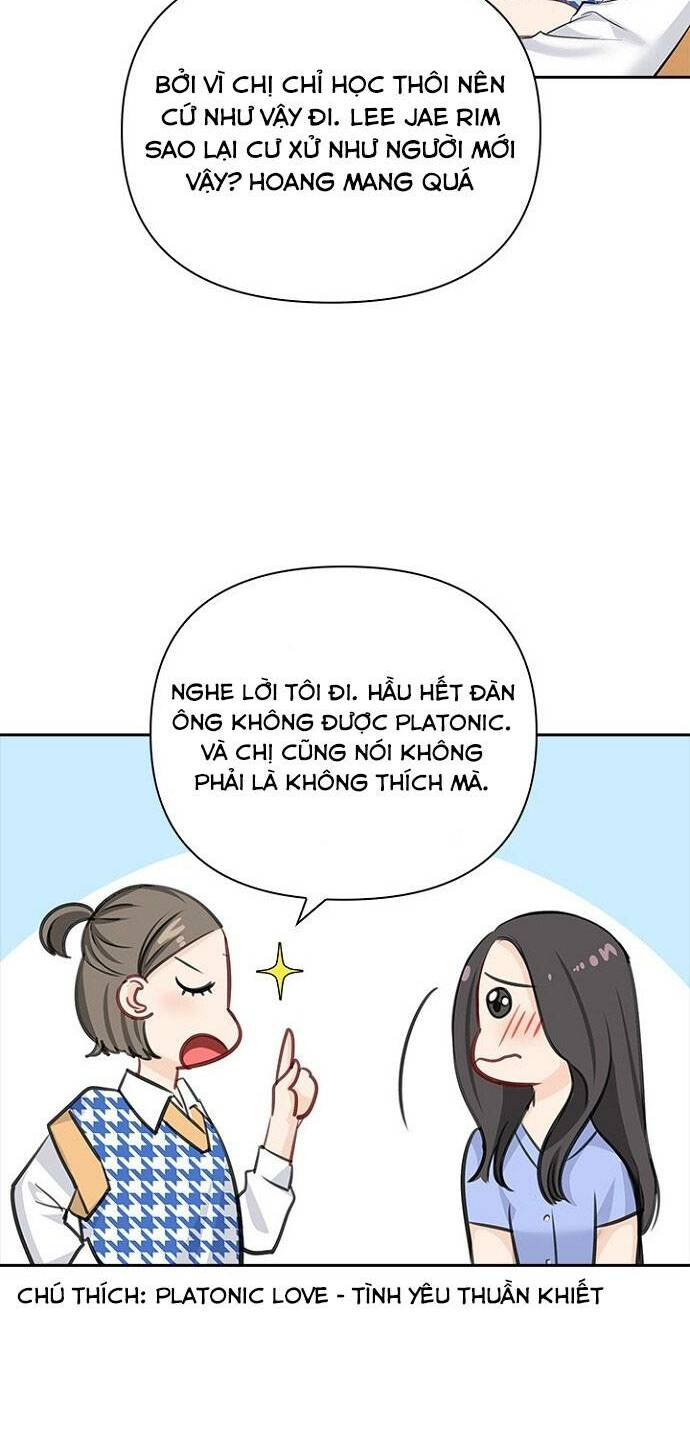 BỞI VÌ CHỊ CHỈ HỌC THÔI NÊN
CỨ NHƯ VẬY ĐI. LEE JAE RIM
SAO LẠI CƯ XỬ NHƯ NGƯỜI MỚI
VẬY? HOANG MANG QUÁ
NGHE LỜI TÔI ĐI. HẦU HẾT ĐÀN
ÔNG KHÔNG ĐƯỢC PLATONIC.
VÀ CHỊ CŨNG NÓI KHÔNG
PHẢI LÀ KHÔNG THÍCH MÀ.
CHÚ THÍCH: PLATONIC LOVE - TÌNH YÊU THUẦN KHIẾT